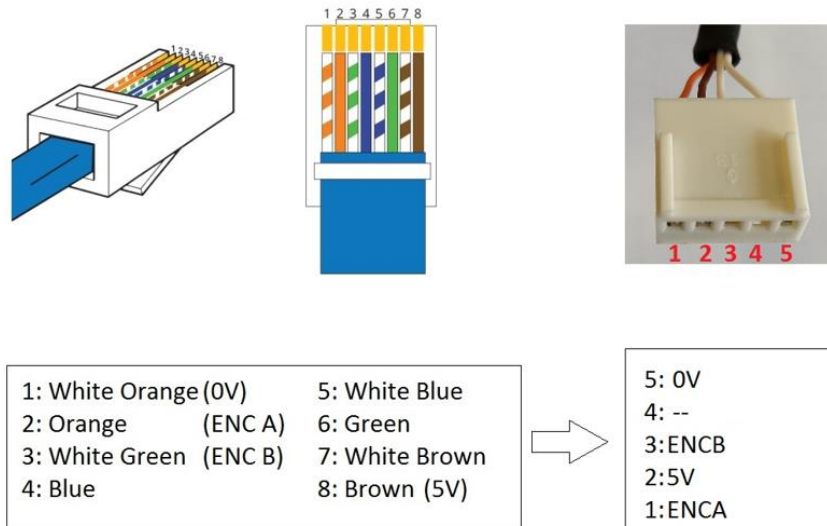 12345678
1 2 3 4 5 6 7 8
1 2 3 4 5
1: White Orange (0V)
2: Orange (ENC A)
3: White Green (ENC B)
4: Blue
5: White Blue
6: Green
7: White Brown
8: Brown (5V)
5: 0V
4: --
3:ENCB
2:5V
1:ENCA